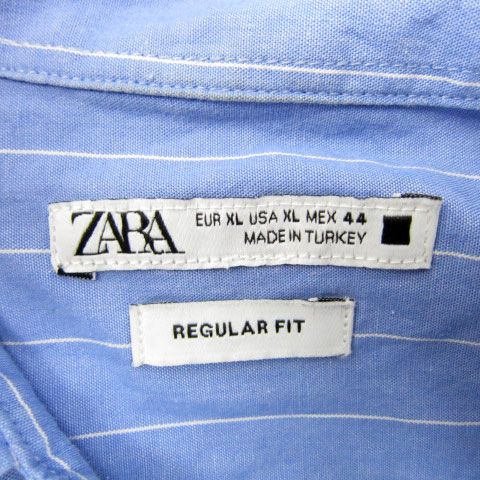 ZARA
EUR XL USA XL MEX 44
MADE IN TURKEY
REGULAR FIT